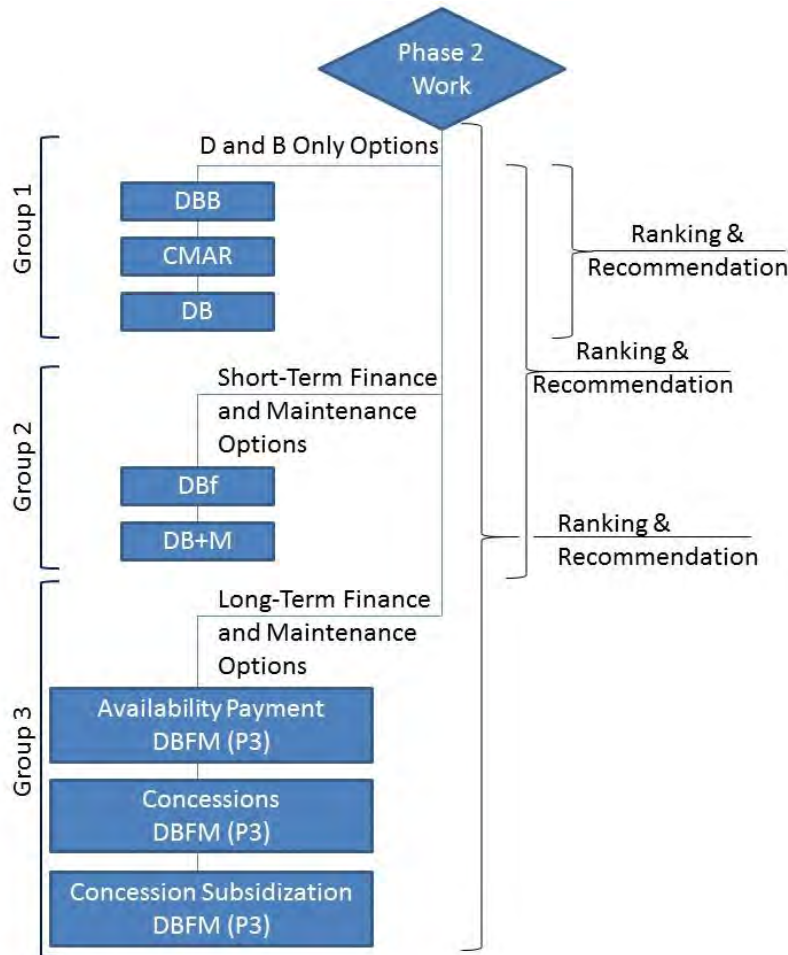 Phase 2
Work
D and B Only Options
Group 1
DBB
CMAR
DB
Ranking &
Recommendation
Short-Term Finance
and Maintenance
Options
Group 2
DBf
DB+M
Ranking &
Recommendation
Ranking &
Recommendation
Long-Term Finance
and Maintenance
Options
Group 3
Availability Payment
DBFM (P3)
Concessions
DBFM (P3)
Concession Subsidization
DBFM (P3)